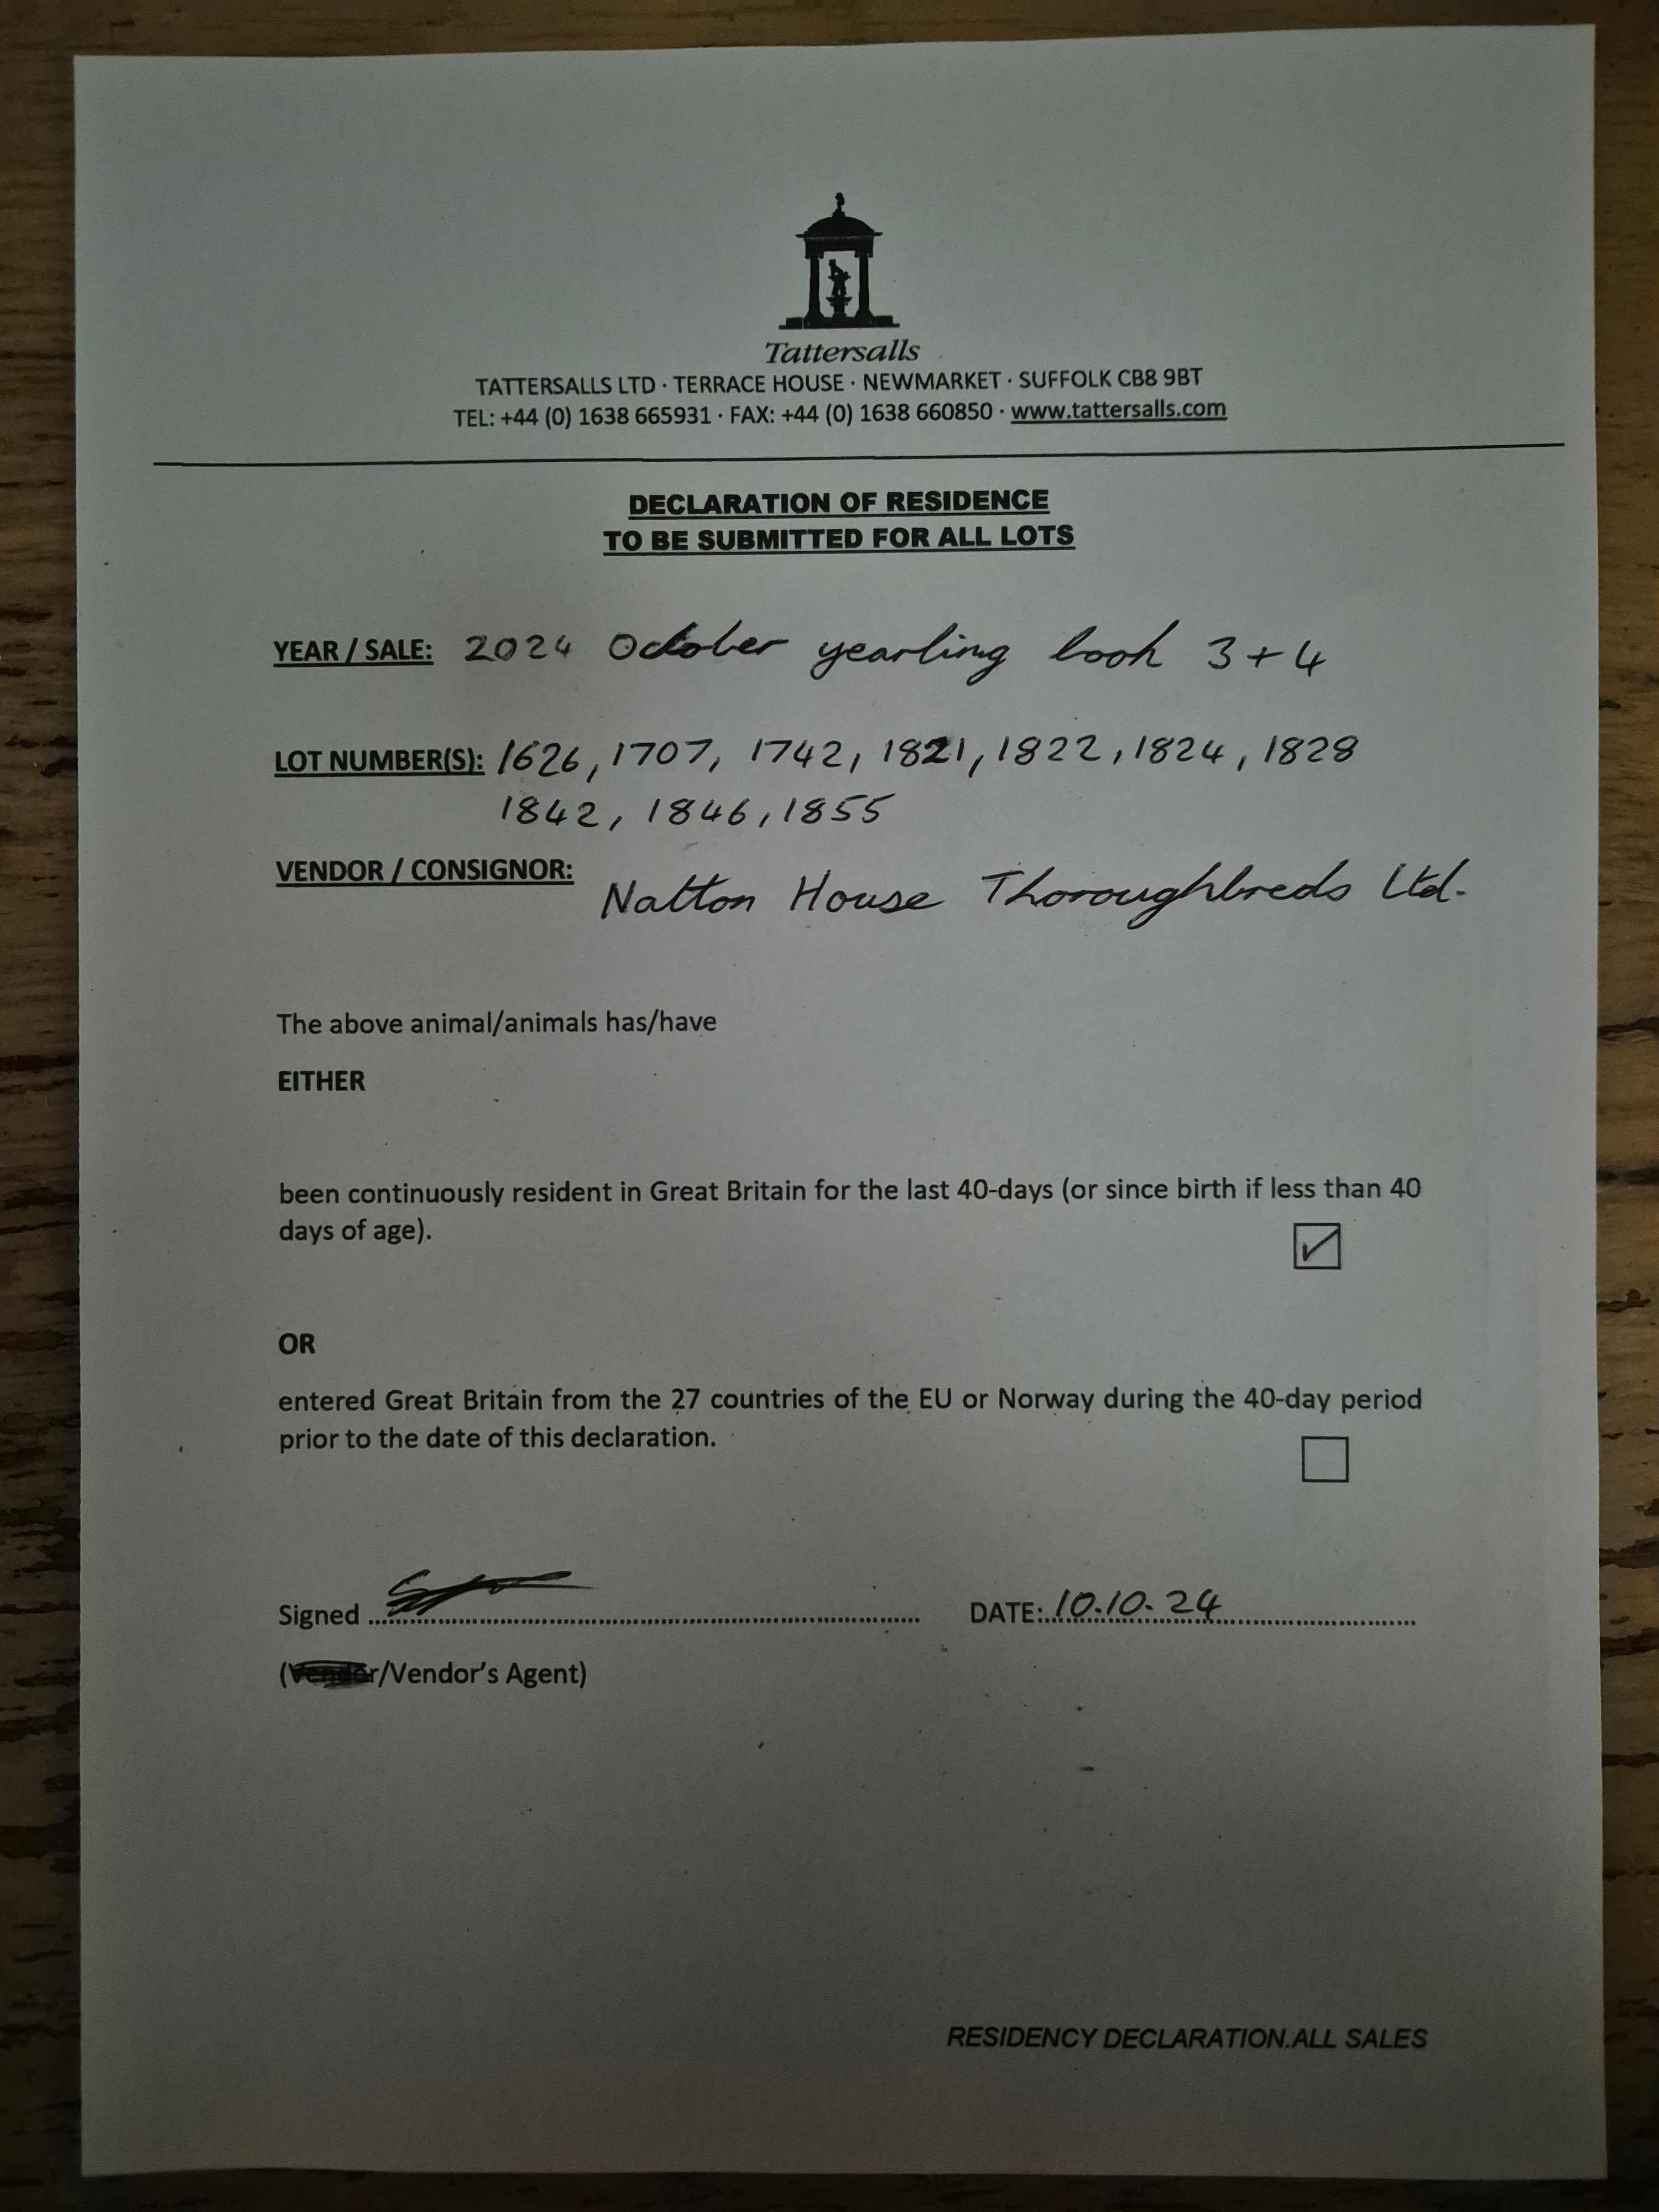 Tattersalls
TATTERSALLS LTD · TERRACE HOUSE · NEWMARKET · SUFFOLK CB8 9BT
TEL: +44 (0) 1638 665931 · FAX: +44 (0) 1638 660850 · www.tattersalls.com
DECLARATION OF RESIDENCE
TO BE SUBMITTED FOR ALL LOTS
YEAR / SALE: 2024 October yearling book 3 + 4
LOT NUMBER(S): 1626, 1707, 1742, 1821, 1822, 1824, 1828
1842, 1846, 1855
VENDOR / CONSIGNOR: Natton House Thoroughbreds Ltd.
The above animal/animals has/have
EITHER
been continuously resident in Great Britain for the last 40-days (or since birth if less than 40
days of age).
OR
entered Great Britain from the 27 countries of the EU or Norway during the 40-day period
prior to the date of this declaration.
Signed DATE: 10.10.24
(Vendor/Vendor's Agent)
RESIDENCY DECLARATION.ALL SALES